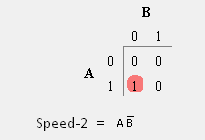 B
0 1
0 0 0
A
1 1 0
Speed-2 = AB̅